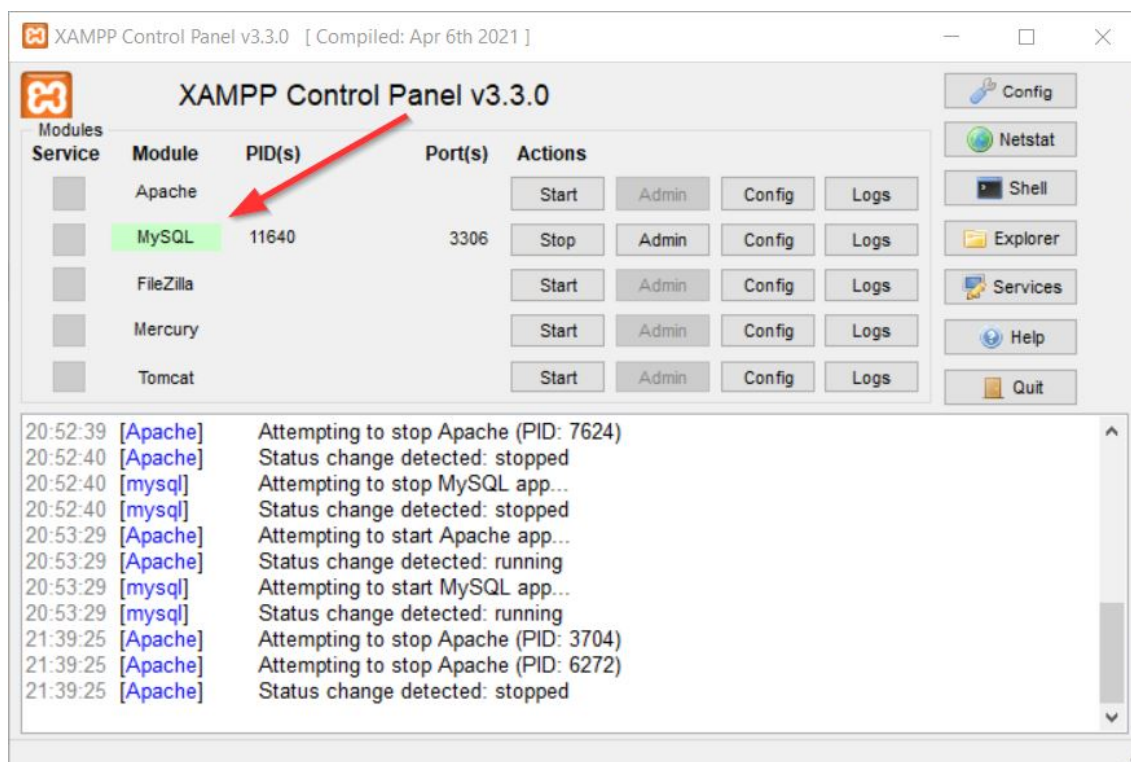 XAMPP Control Panel v3.3.0 [ Compiled: Apr 6th 2021 ]
XAMPP Control Panel v3.3.0
Config
Modules
Netstat
Service Module PID(s) Port(s) Actions
Apache Start Admin Config Logs
Shell
MySQL 11640 3306 Stop Admin Config Logs
Explorer
FileZilla Start Admin Config Logs
Services
Mercury Start Admin Config Logs
Help
Tomcat Start Admin Config Logs
Quit
20:52:39 [Apache] Attempting to stop Apache (PID: 7624)
20:52:40 [Apache] Status change detected: stopped
20:52:40 [mysql] Attempting to stop MySQL app...
20:52:40 [mysql] Status change detected: stopped
20:53:29 [Apache] Attempting to start Apache app...
20:53:29 [Apache] Status change detected: running
20:53:29 [mysql] Attempting to start MySQL app...
20:53:29 [mysql] Status change detected: running
21:39:25 [Apache] Attempting to stop Apache (PID: 3704)
21:39:25 [Apache] Attempting to stop Apache (PID: 6272)
21:39:25 [Apache] Status change detected: stopped